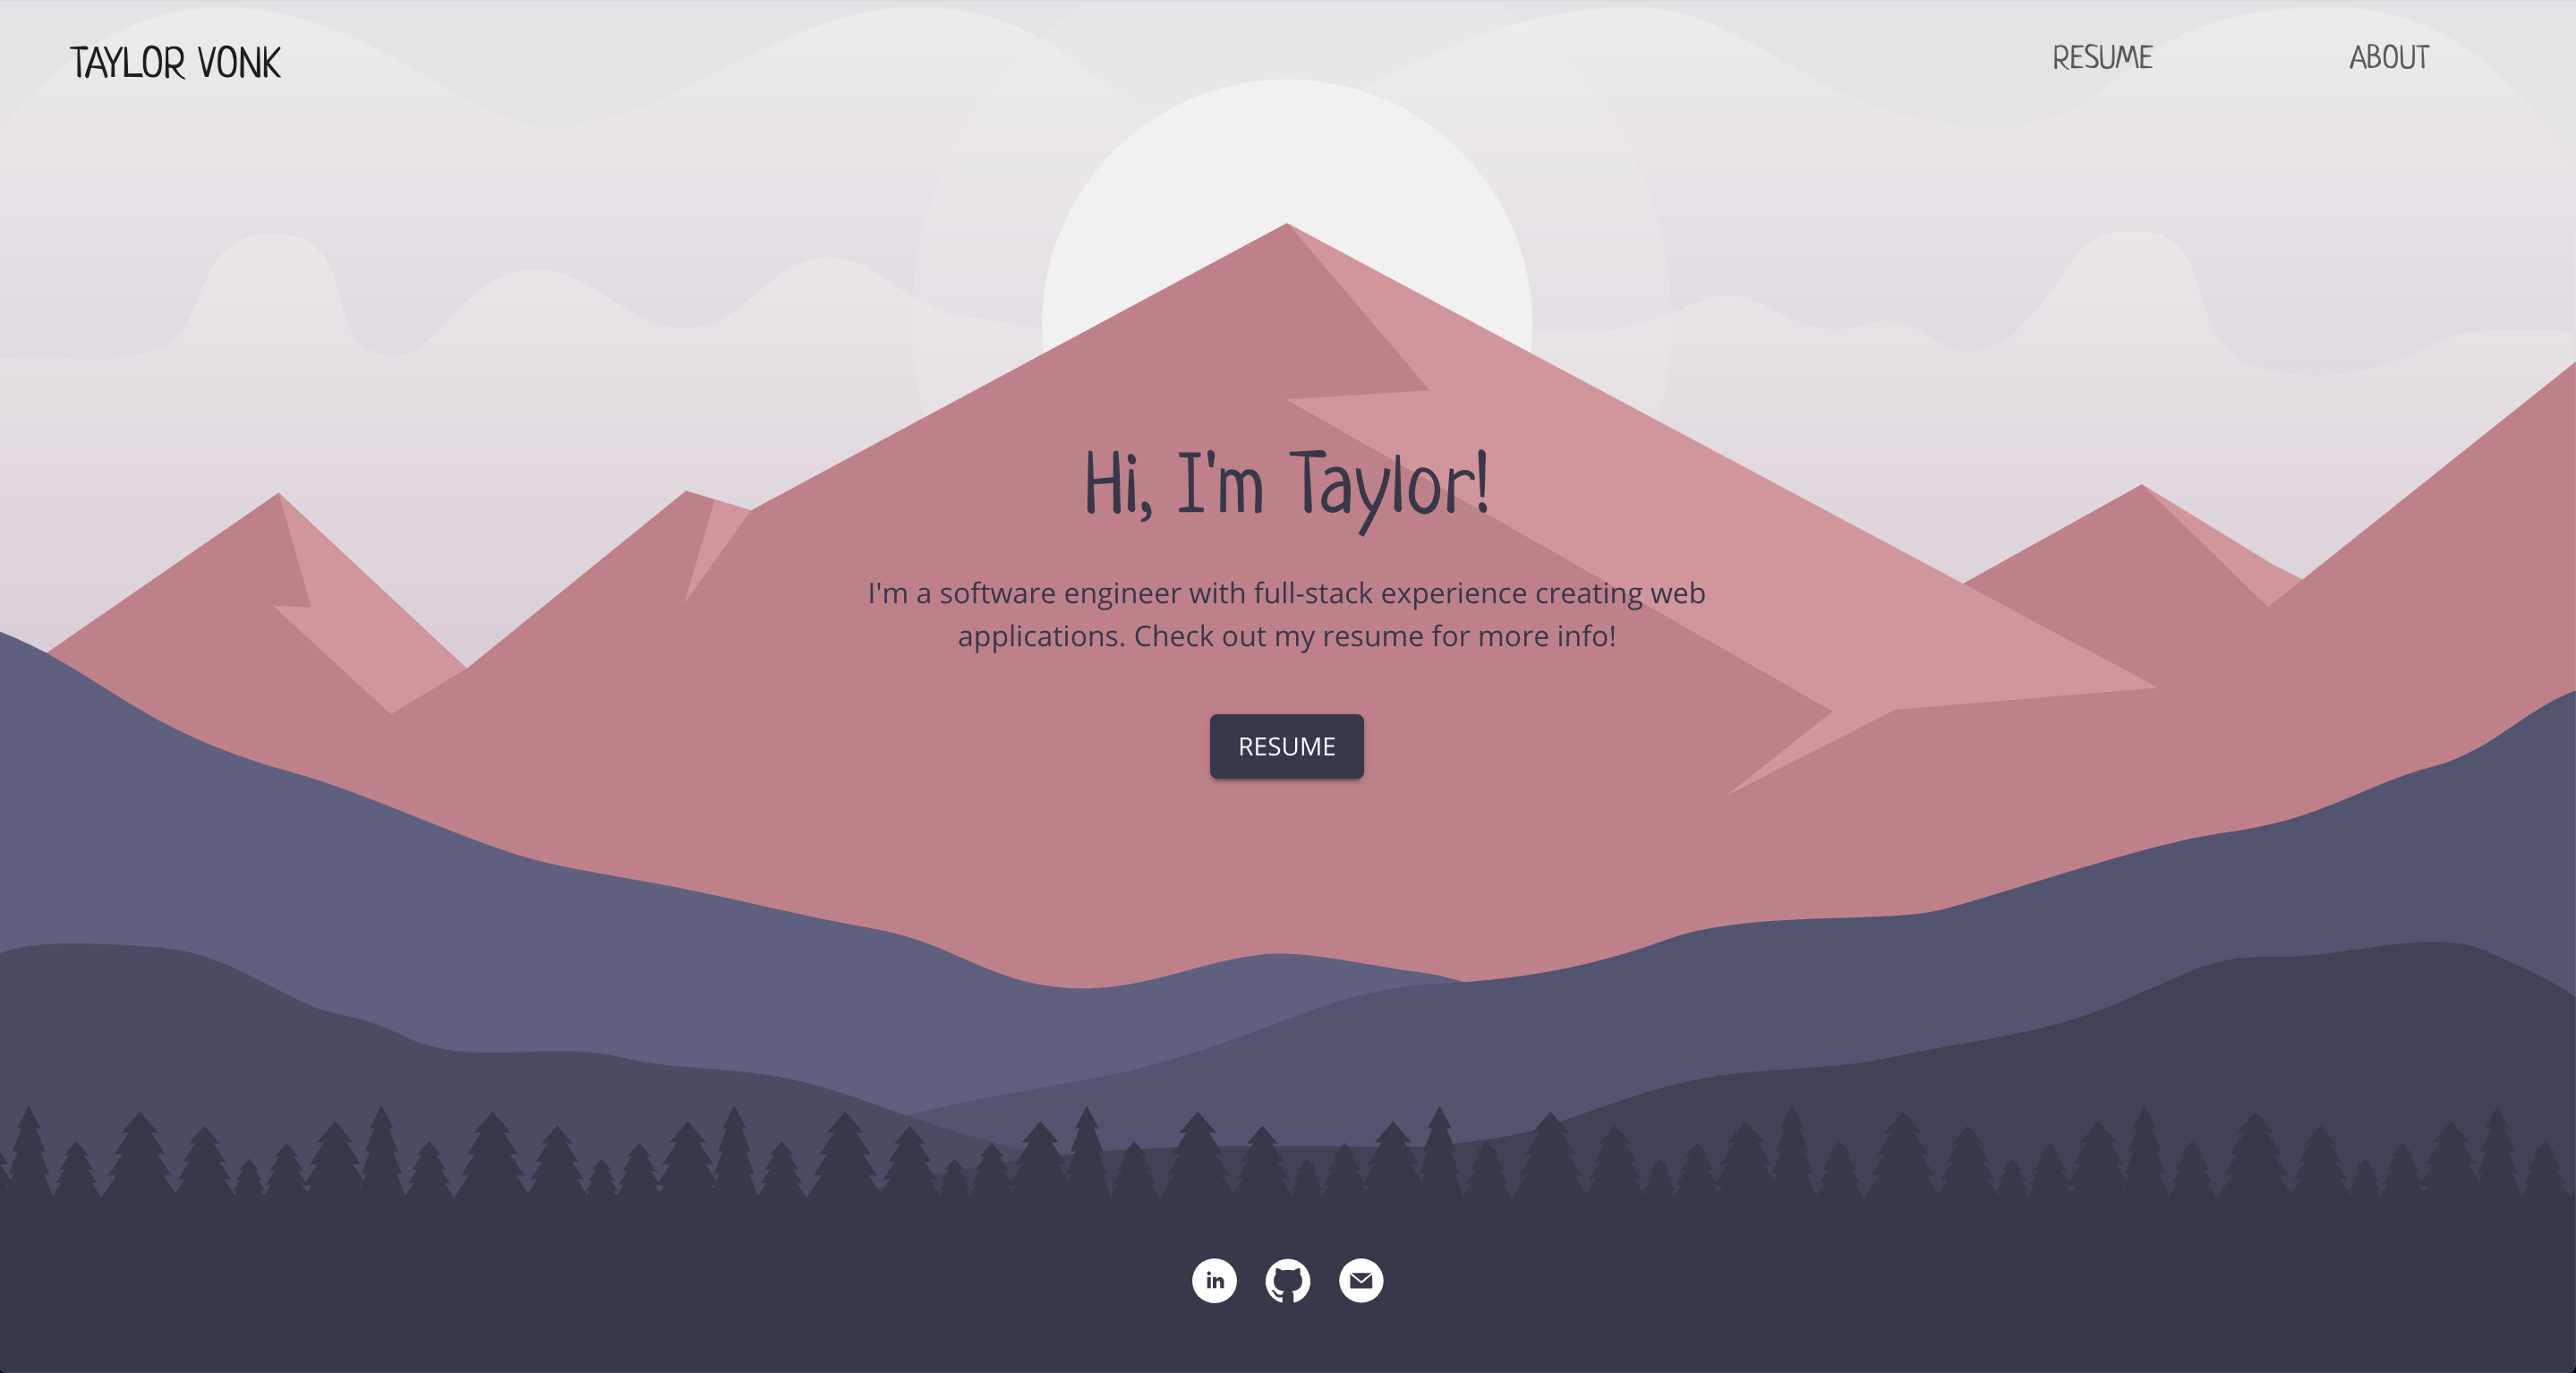 TAYLOR VONK
RESUME
ABOUT
Hi, I'm Taylor!
I'm a software engineer with full-stack experience creating web
applications. Check out my resume for more info!
RESUME
in